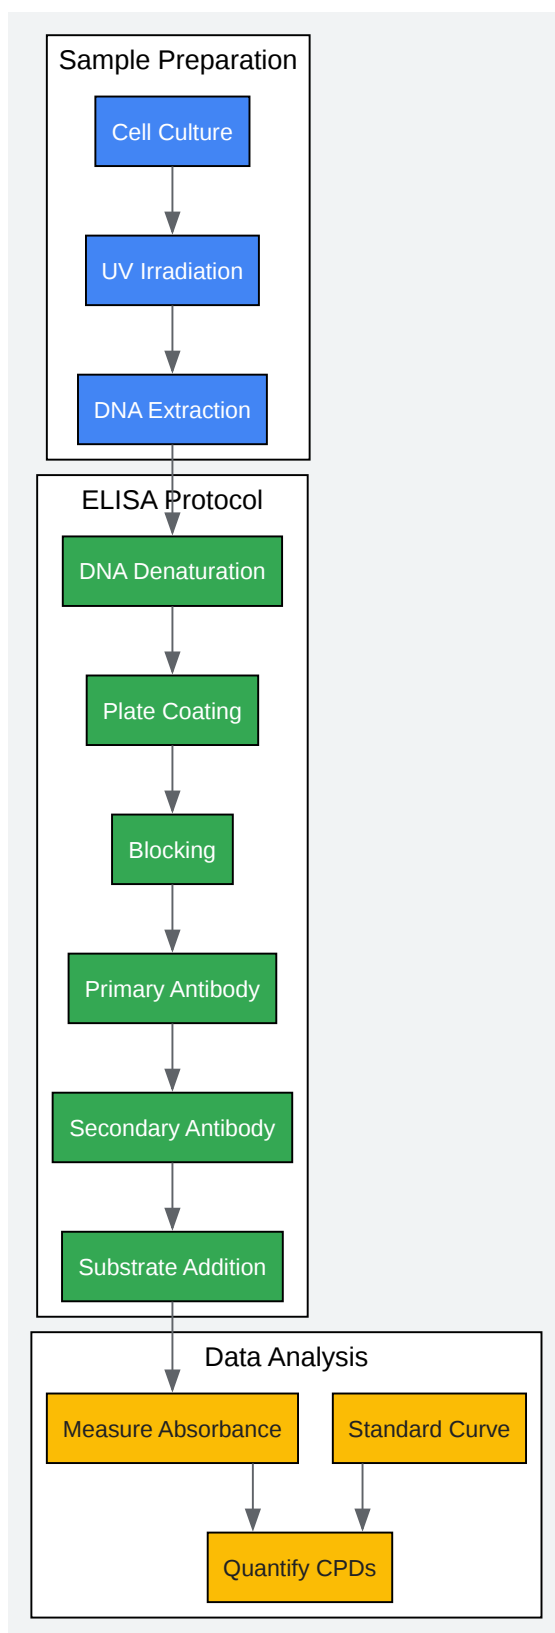 Sample Preparation
Cell Culture
UV Irradiation
DNA Extraction
ELISA Protocol
DNA Denaturation
Plate Coating
Blocking
Primary Antibody
Secondary Antibody
Substrate Addition
Data Analysis
Measure Absorbance
Standard Curve
Quantify CPDs